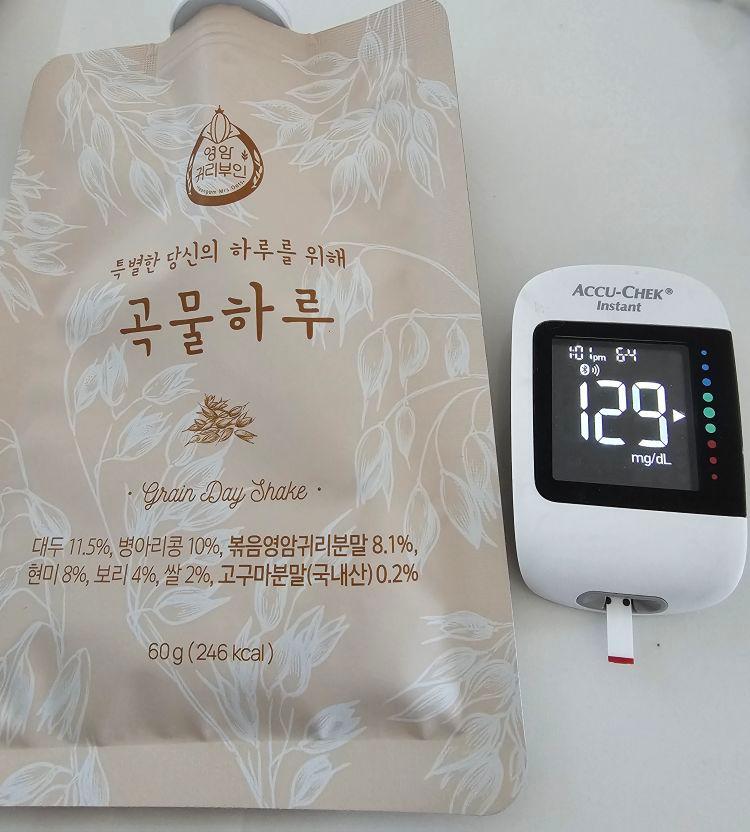 영암
귀리부인
특별한 당신의 하루를 위해
곡물하루
· Grain Day Shake ·
대두 11.5%, 병아리콩 10%, 볶음영암귀리분말 8.1%,
현미 8%, 보리 4%, 쌀 2%, 고구마분말(국내산) 0.2%
60 g ( 246 kcal )
ACCU-CHEK®
Instant
1:01pm 6-4
129
mg/dL